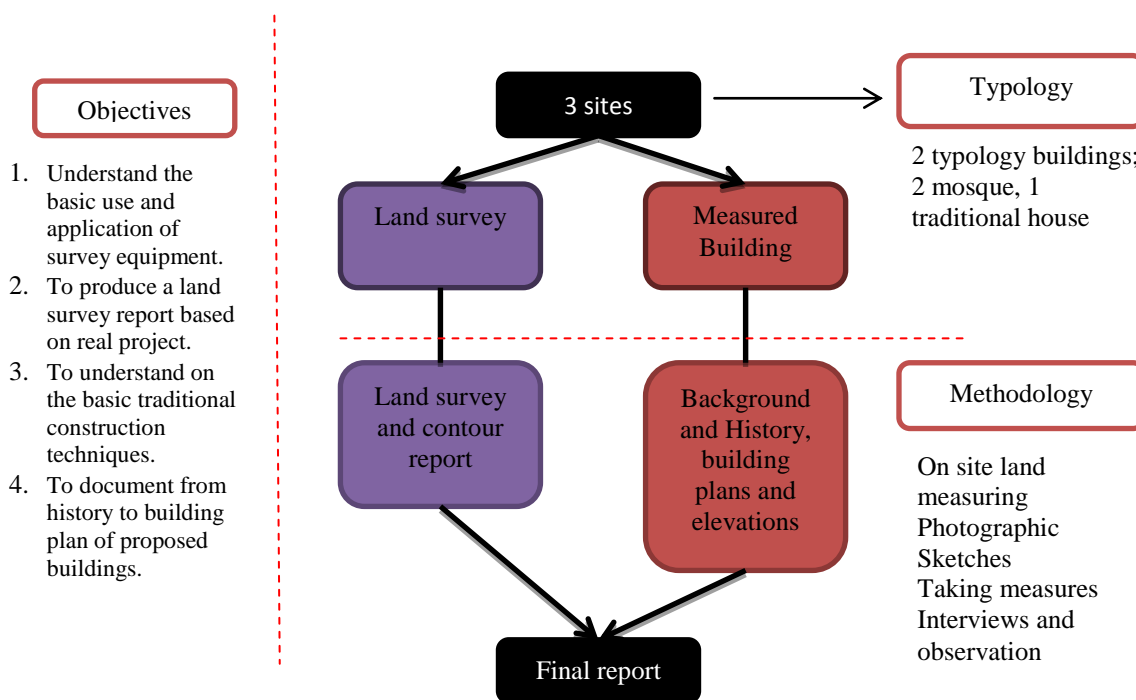 Objectives
1. Understand the
basic use and
application of
survey equipment.
2. To produce a land
survey report based
on real project.
3. To understand on
the basic traditional
construction
techniques.
4. To document from
history to building
plan of proposed
buildings.
3 sites
Land survey
Measured
Building
Land survey
and contour
report
Background
and History,
building
plans and
elevations
Final report
Typology
2 typology buildings;
2 mosque, 1
traditional house
Methodology
On site land
measuring
Photographic
Sketches
Taking measures
Interviews and
observation